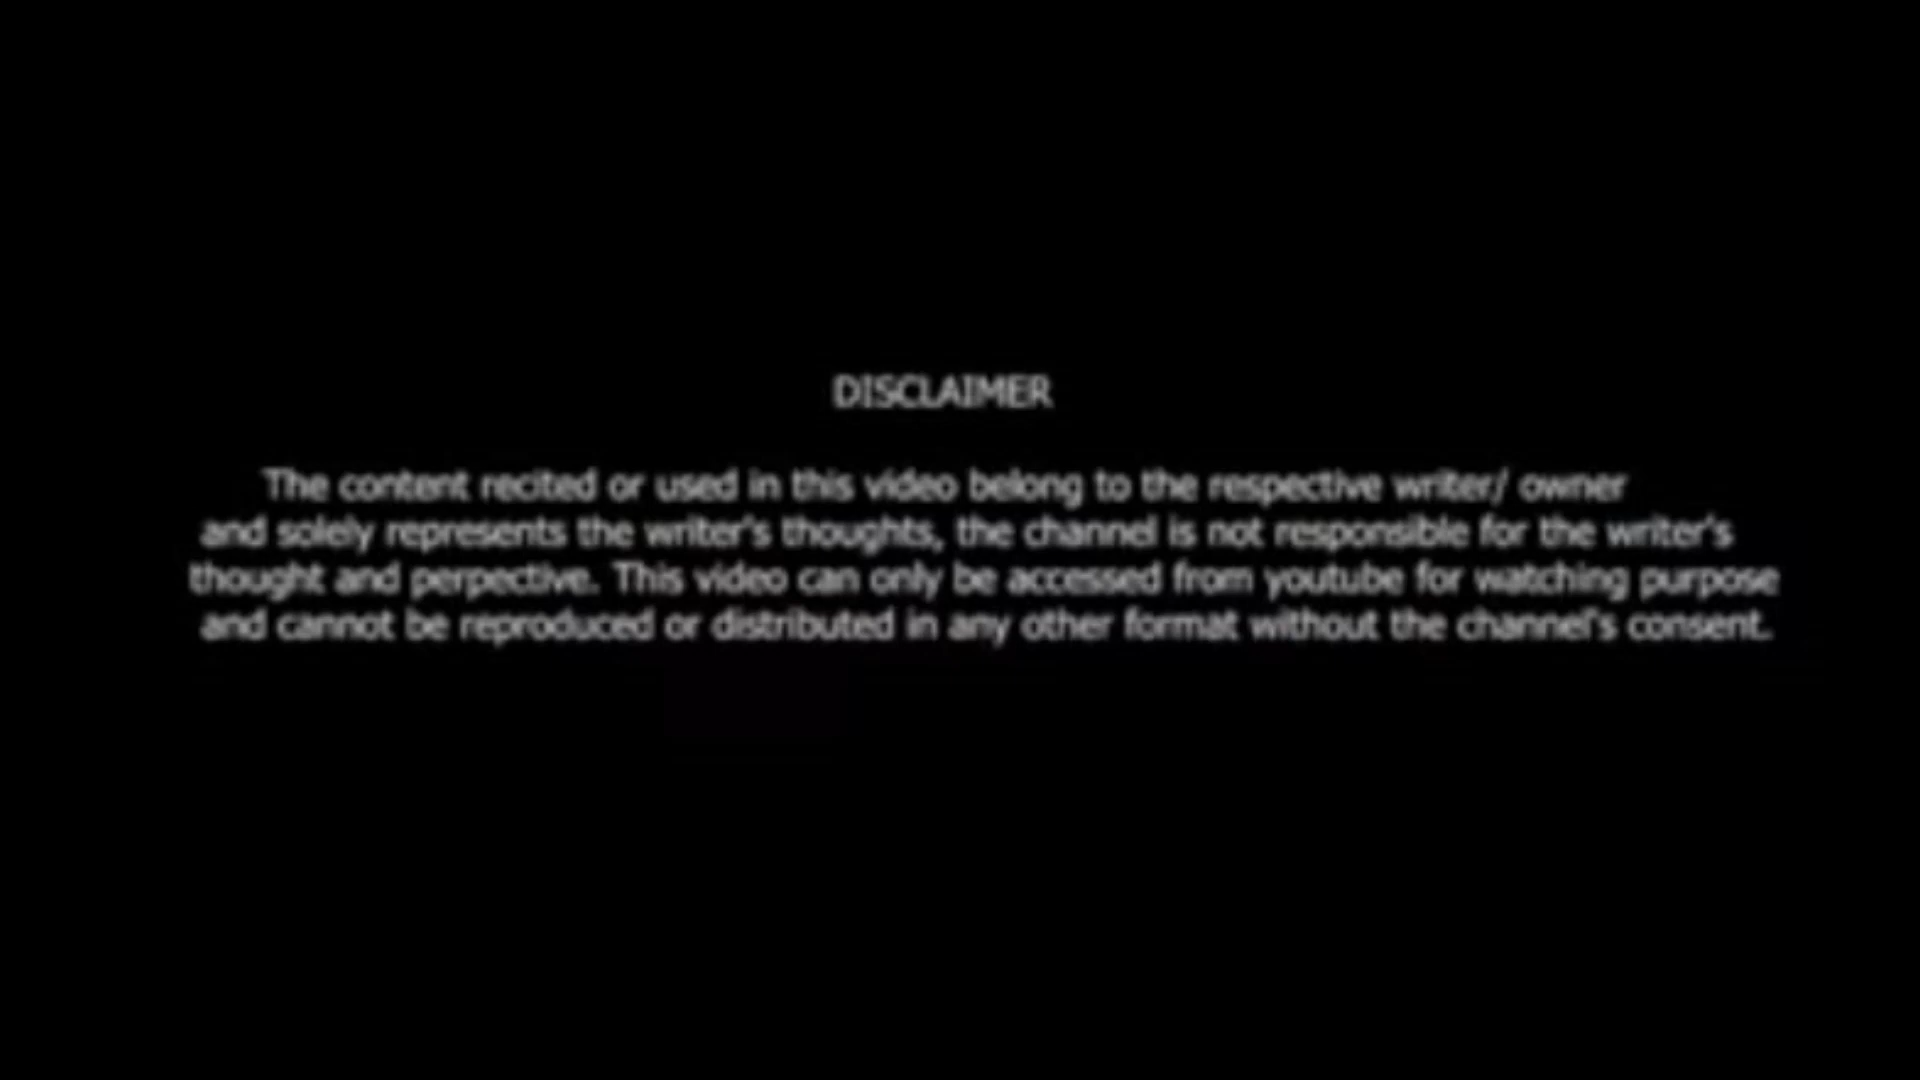 DISCLAIMER
The content recited or used in this video belong to the respective writer/ owner
and solely represents the writer's thoughts, the channel is not responsible for the writer's
thought and perpective. This video can only be accessed from youtube for watching purpose
and cannot be reproduced or distributed in any other format without the channel's consent.